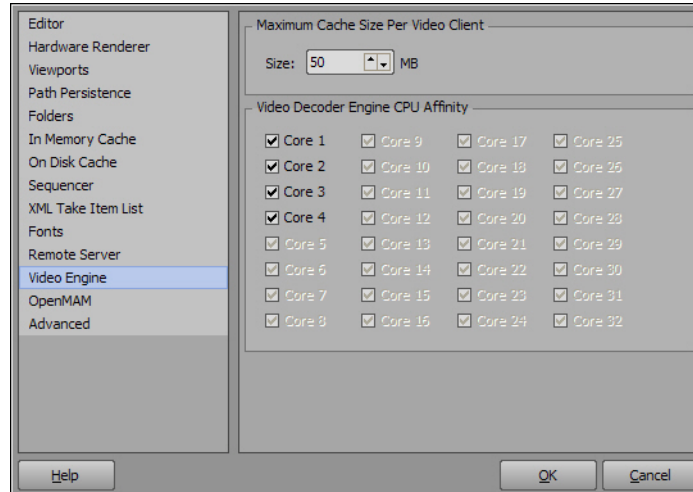 Editor
Hardware Renderer
Viewports
Path Persistence
Folders
In Memory Cache
On Disk Cache
Sequencer
XML Take Item List
Fonts
Remote Server
Video Engine
OpenMAM
Advanced
Maximum Cache Size Per Video Client
Size: 50 MB
Video Decoder Engine CPU Affinity
Core 1 Core 9 Core 17 Core 25
Core 2 Core 10 Core 18 Core 26
Core 3 Core 11 Core 19 Core 27
Core 4 Core 12 Core 20 Core 28
Core 5 Core 13 Core 21 Core 29
Core 6 Core 14 Core 22 Core 30
Core 7 Core 15 Core 23 Core 31
Core 8 Core 16 Core 24 Core 32
Help OK Cancel